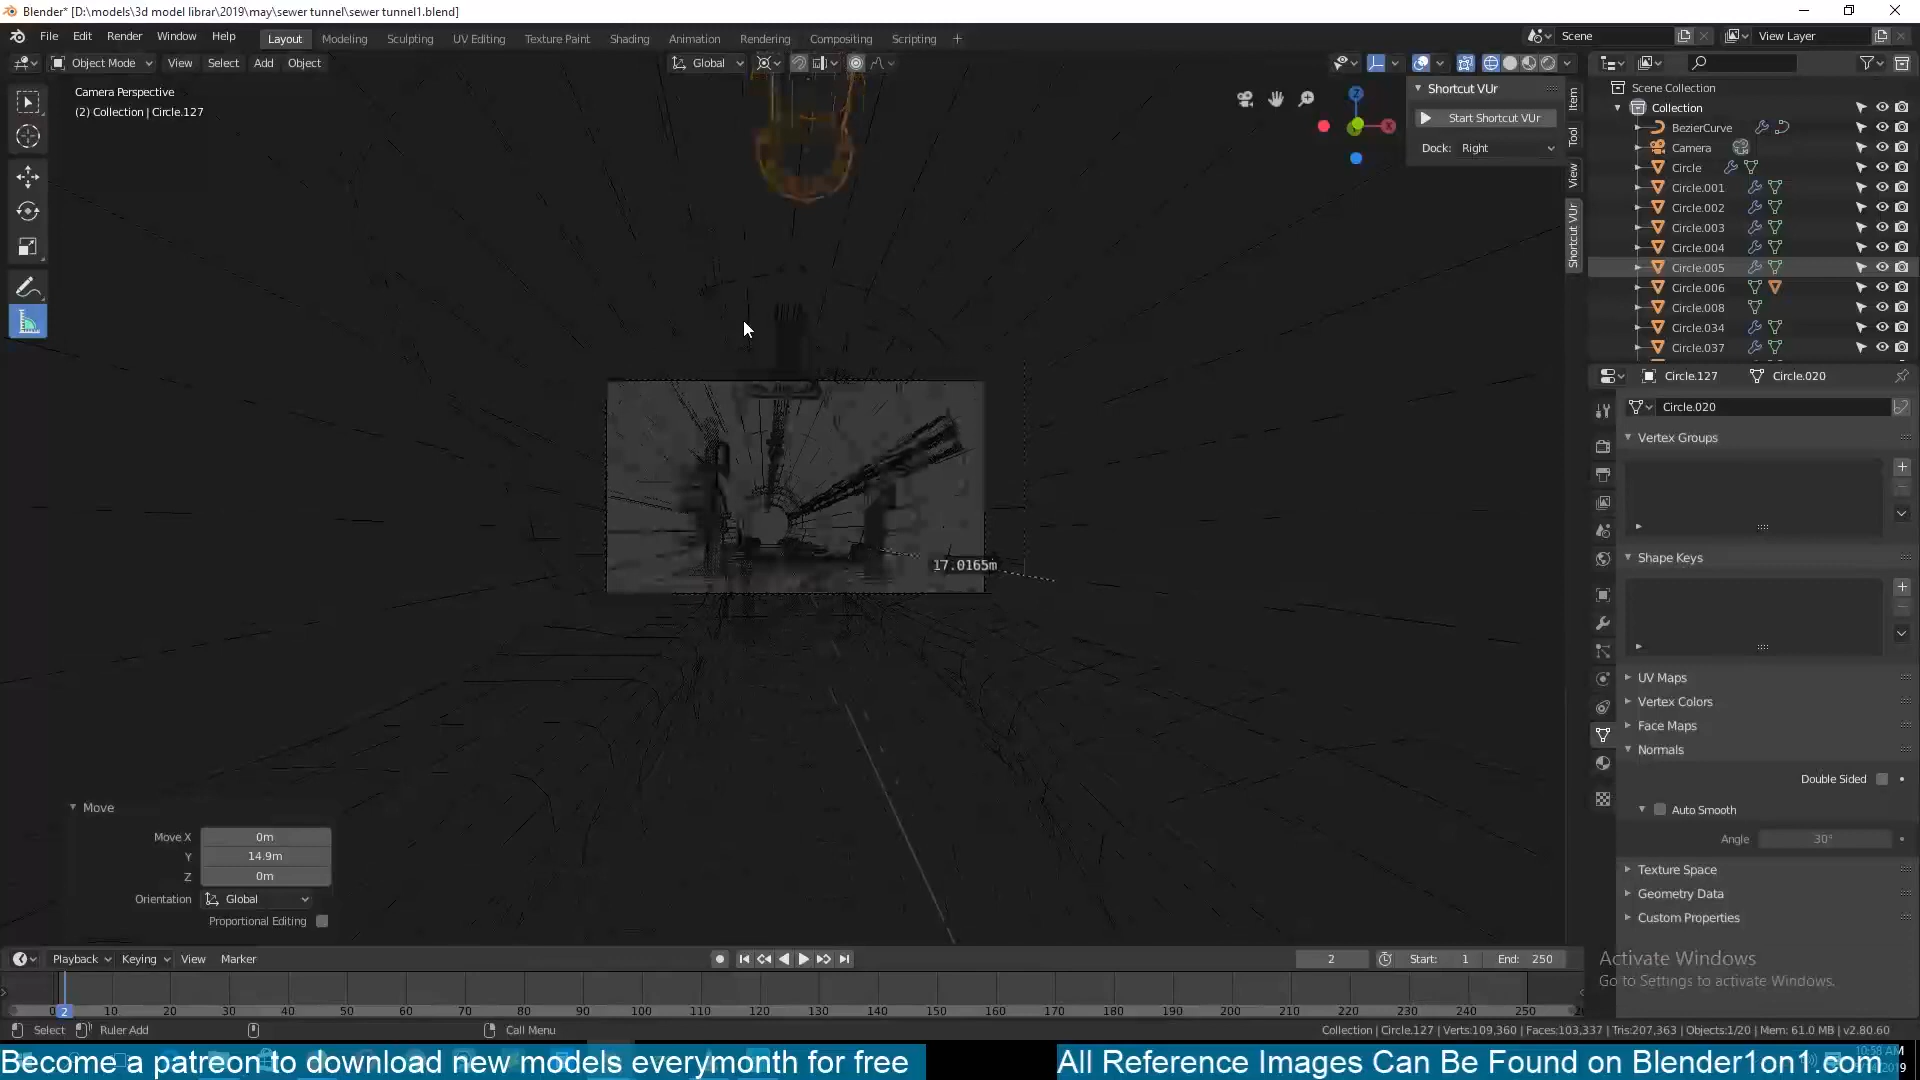 Blender* [D:\models\3d model librar\2019\may\sewer tunnel\sewer tunnel1.blend]
File Edit Render Window Help Layout Modeling Sculpting UV Editing Texture Paint Shading Animation Rendering Compositing Scripting + Scene View Layer
Object Mode View Select Add Object Global
Camera Perspective
(2) Collection | Circle.127
Shortcut VUr
Start Shortcut VUr
Dock: Right
Item
Tool
View
Shortcut VUr
Z
X
Scene Collection
Collection
BezierCurve
Camera
Circle
Circle.001
Circle.002
Circle.003
Circle.004
Circle.005
Circle.006
Circle.008
Circle.034
Circle.037
Circle.127 Circle.020
Circle.020
Vertex Groups
Shape Keys
UV Maps
Vertex Colors
Face Maps
Normals
Double Sided
Auto Smooth
Angle 30°
Texture Space
Geometry Data
Custom Properties
17.0165m
Move
Move X 0m
Y 14.9m
Z 0m
Orientation Global
Proportional Editing
Activate Windows
Go to Settings to activate Windows.
Playback Keying View Marker 2 Start: 1 End: 250
0 2 10 20 30 40 50 60 70 80 90 100 110 120 130 140 150 160 170 180 190 200 210 220 230 240 250
Select Ruler Add Call Menu Collection | Circle.127 | Verts:109,360 | Faces:103,337 | Tris:207,363 | Objects:1/20 | Mem: 61.0 MB | v2.80.60
Become a patreon to download new models everymonth for free
All Reference Images Can Be Found on Blender1on1.com
10:58 AM